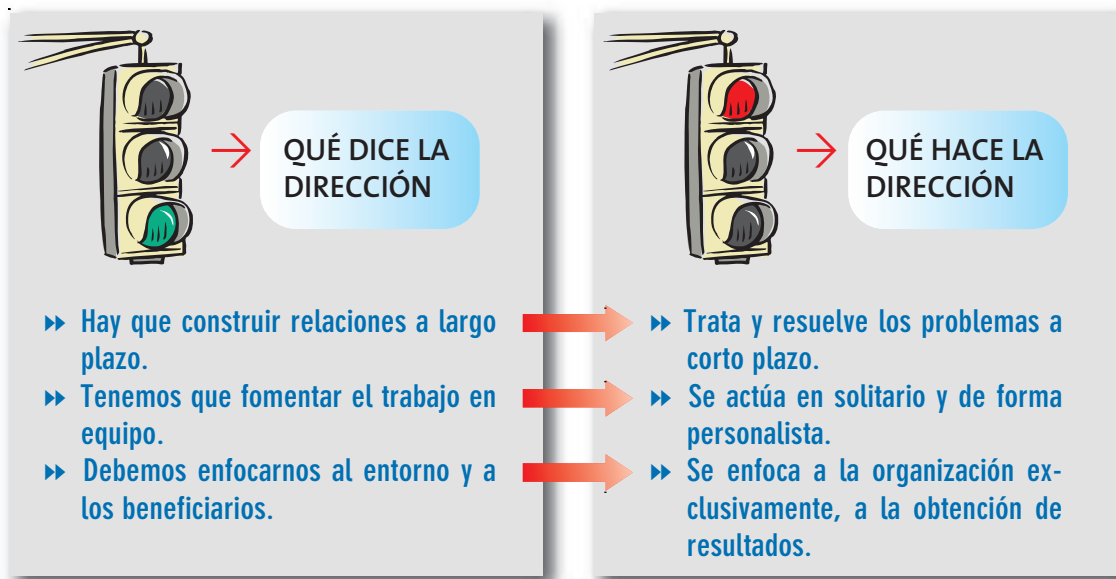 QUÉ DICE LA
DIRECCIÓN
Hay que construir relaciones a largo
plazo.
Tenemos que fomentar el trabajo en
equipo.
Debemos enfocarnos al entorno y a
los beneficiarios.
QUÉ HACE LA
DIRECCIÓN
Trata y resuelve los problemas a
corto plazo.
Se actúa en solitario y de forma
personalista.
Se enfoca a la organización ex-
clusivamente, a la obtención de
resultados.